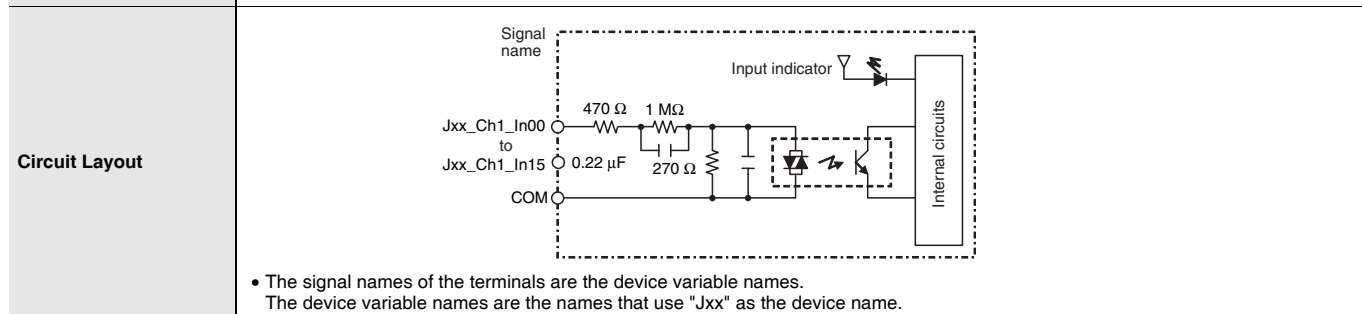 Circuit Layout
Signal
name
Input indicator
470 Ω
1 MΩ
Jxx_Ch1_In00
to
Jxx_Ch1_In15
0.22 μF
270 Ω
COM
Internal circuits
• The signal names of the terminals are the device variable names.
The device variable names are the names that use "Jxx" as the device name.